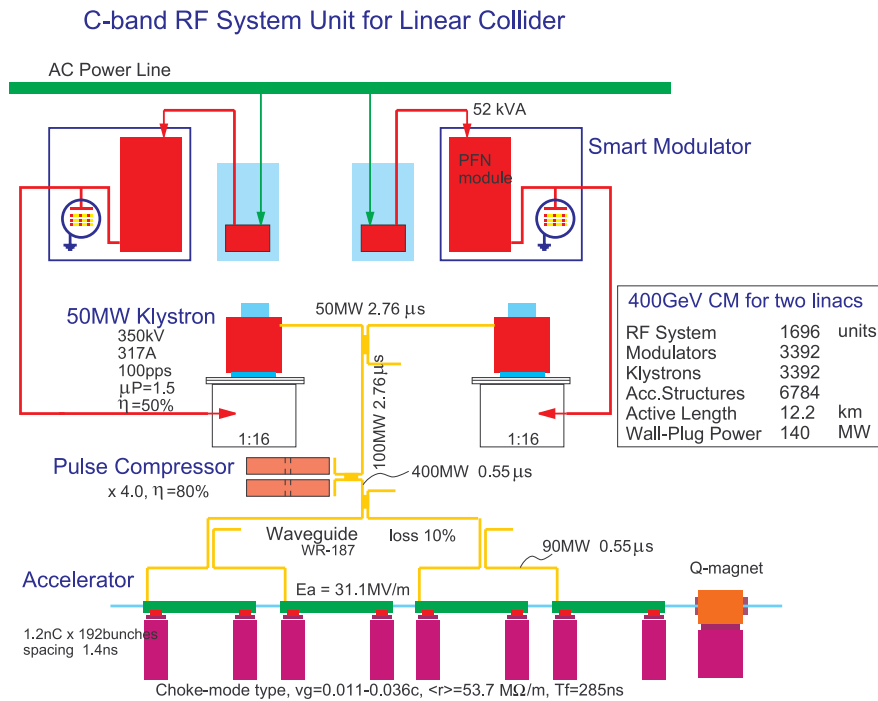 C-band RF System Unit for Linear Collider
AC Power Line
52 kVA
Smart Modulator
PFN
module
50MW 2.76 μs
50MW Klystron
350kV
317A
100pps
μP=1.5
η=50%
1:16
1:16
100MW 2.76 μs
400GeV CM for two linacs
RF System 1696 units
Modulators 3392
Klystrons 3392
Acc.Structures 6784
Active Length 12.2 km
Wall-Plug Power 140 MW
Pulse Compressor
x 4.0, η=80%
400MW 0.55μs
Waveguide loss 10%
WR-187
90MW 0.55μs
Accelerator
Ea = 31.1MV/m
Q-magnet
1.2nC x 192bunches
spacing 1.4ns
Choke-mode type, vg=0.011-0.036c, <r>=53.7 MΩ/m, Tf=285ns